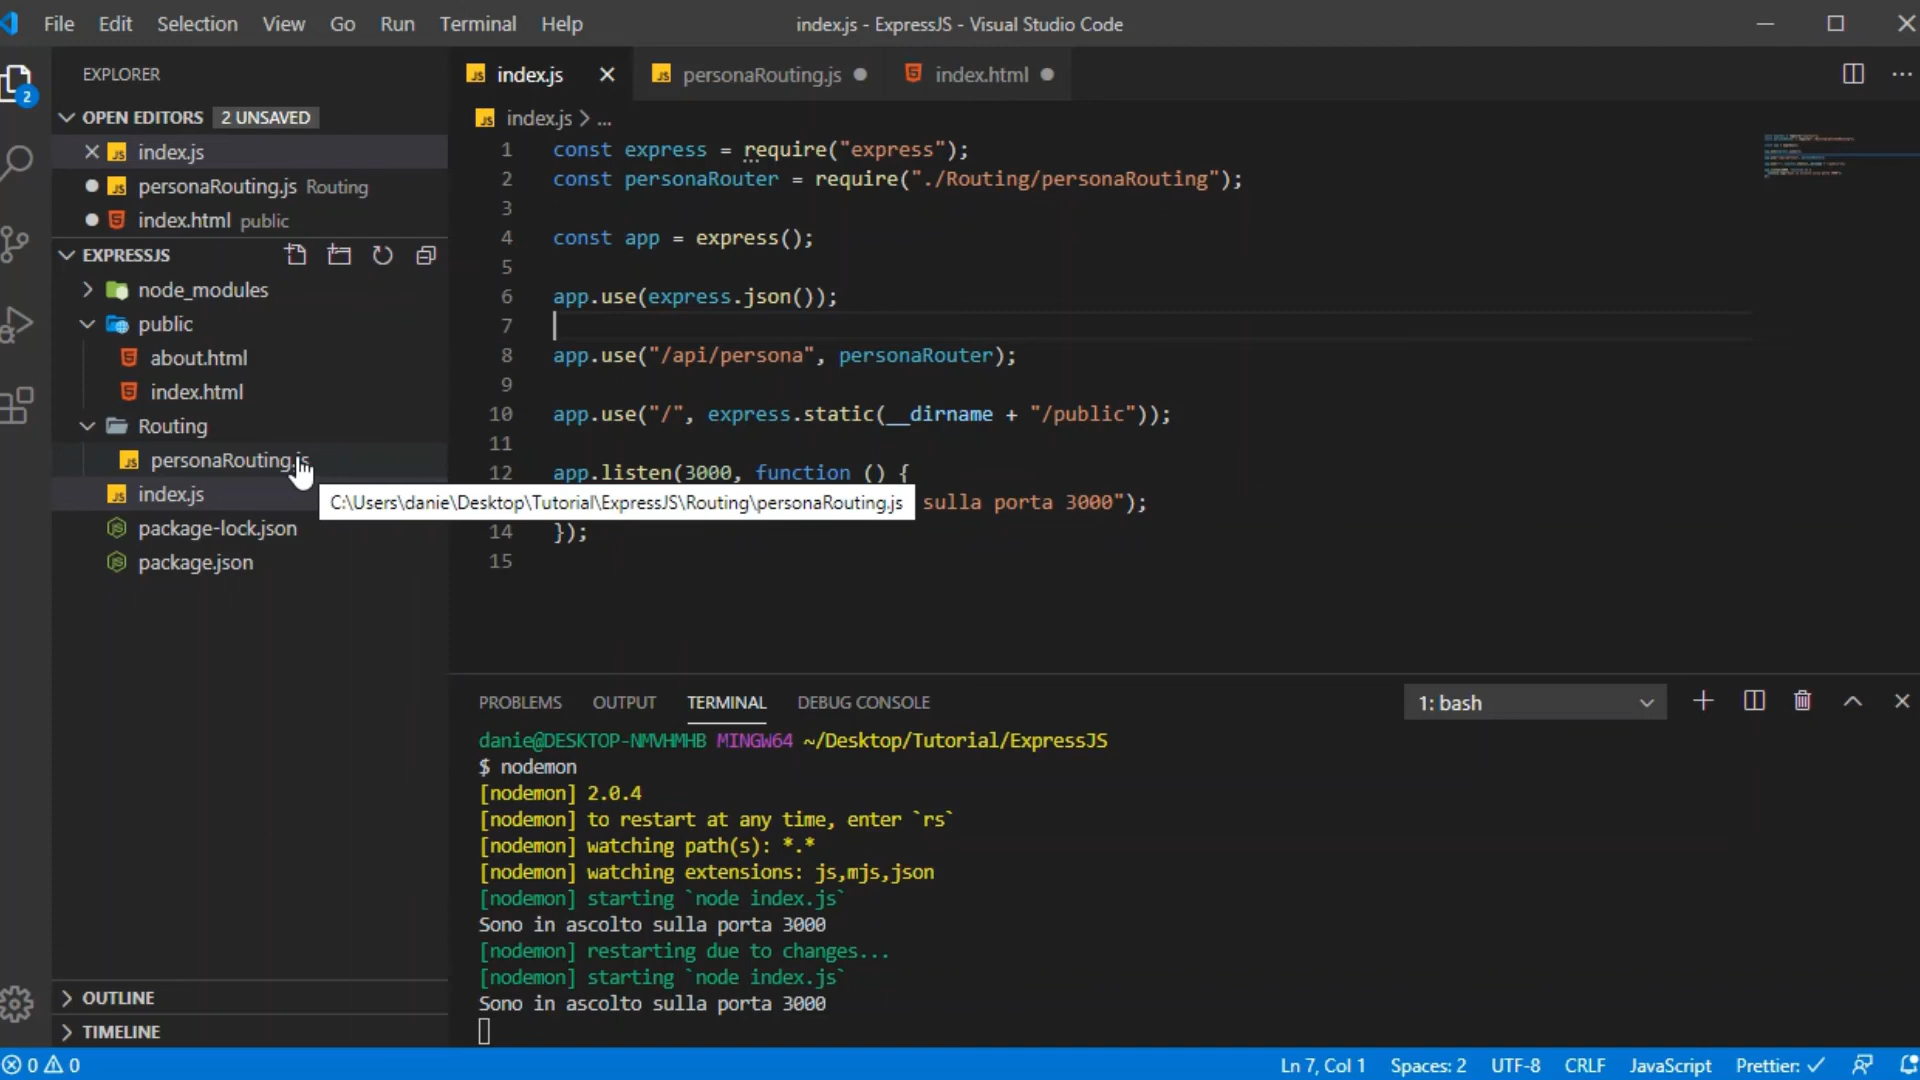 File Edit Selection View Go Run Terminal Help
index.js - ExpressJS - Visual Studio Code
EXPLORER
2
OPEN EDITORS 2 UNSAVED
index.js
personaRouting.js Routing
index.html public
EXPRESSJS
node_modules
public
about.html
index.html
Routing
personaRouting.js
index.js
package-lock.json
package.json
OUTLINE
TIMELINE
index.js personaRouting.js index.html
index.js > ...
1 const express = require("express");
2 const personaRouter = require("./Routing/personaRouting");
3
4 const app = express();
5
6 app.use(express.json());
7
8 app.use("/api/persona", personaRouter);
9
10 app.use("/", express.static(__dirname + "/public"));
11
12 app.listen(3000, function () {
C:\Users\danie\Desktop\Tutorial\ExpressJS\Routing\personaRouting.js sulla porta 3000");
14 });
15
PROBLEMS OUTPUT TERMINAL DEBUG CONSOLE
1: bash
danie@DESKTOP-NMVHMHB MINGW64 ~/Desktop/Tutorial/ExpressJS
$ nodemon
[nodemon] 2.0.4
[nodemon] to restart at any time, enter `rs`
[nodemon] watching path(s): *.*
[nodemon] watching extensions: js,mjs,json
[nodemon] starting `node index.js`
Sono in ascolto sulla porta 3000
[nodemon] restarting due to changes...
[nodemon] starting `node index.js`
Sono in ascolto sulla porta 3000
0 0 Ln 7, Col 1 Spaces: 2 UTF-8 CRLF JavaScript Prettier: ✓